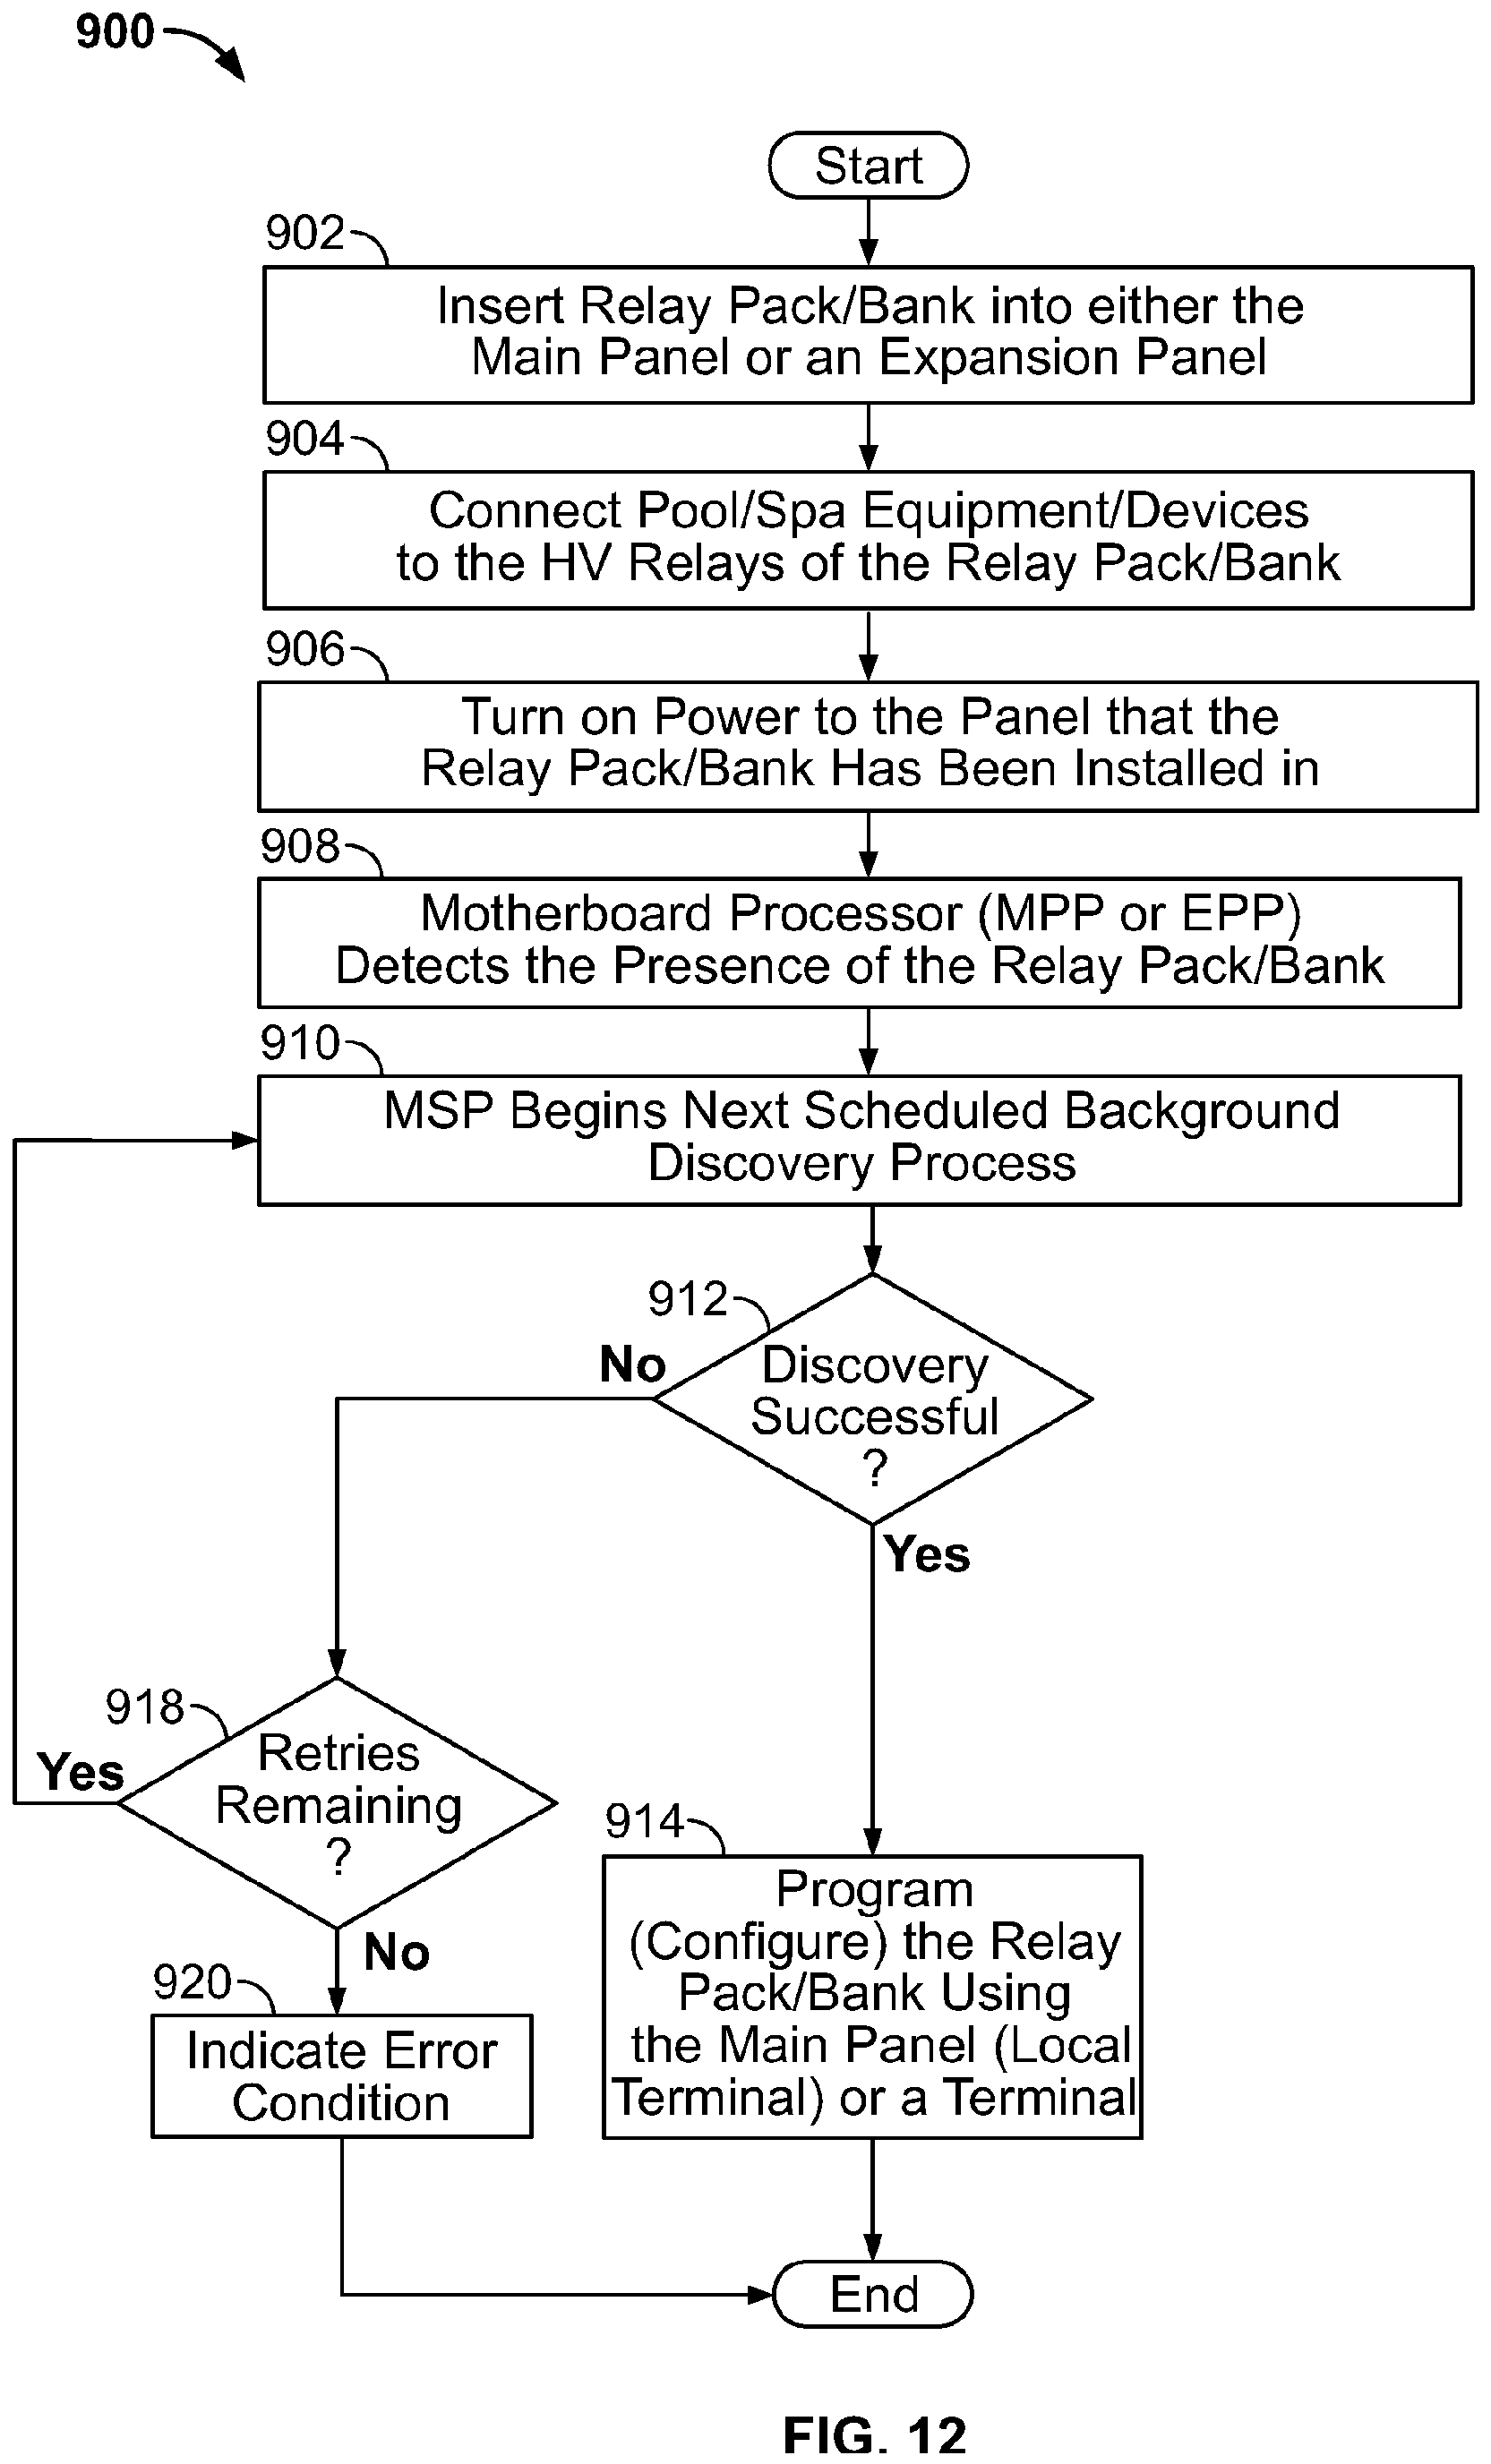 900
Start
902
Insert Relay Pack/Bank into either the
Main Panel or an Expansion Panel
904
Connect Pool/Spa Equipment/Devices
to the HV Relays of the Relay Pack/Bank
906
Turn on Power to the Panel that the
Relay Pack/Bank Has Been Installed in
908
Motherboard Processor (MPP or EPP)
Detects the Presence of the Relay Pack/Bank
910
MSP Begins Next Scheduled Background
Discovery Process
912
No
Discovery
Successful
?
Yes
918
Yes
Retries
Remaining
?
No
914
Program
(Configure) the Relay
Pack/Bank Using
the Main Panel (Local
Terminal) or a Terminal
920
Indicate Error
Condition
End
FIG. 12